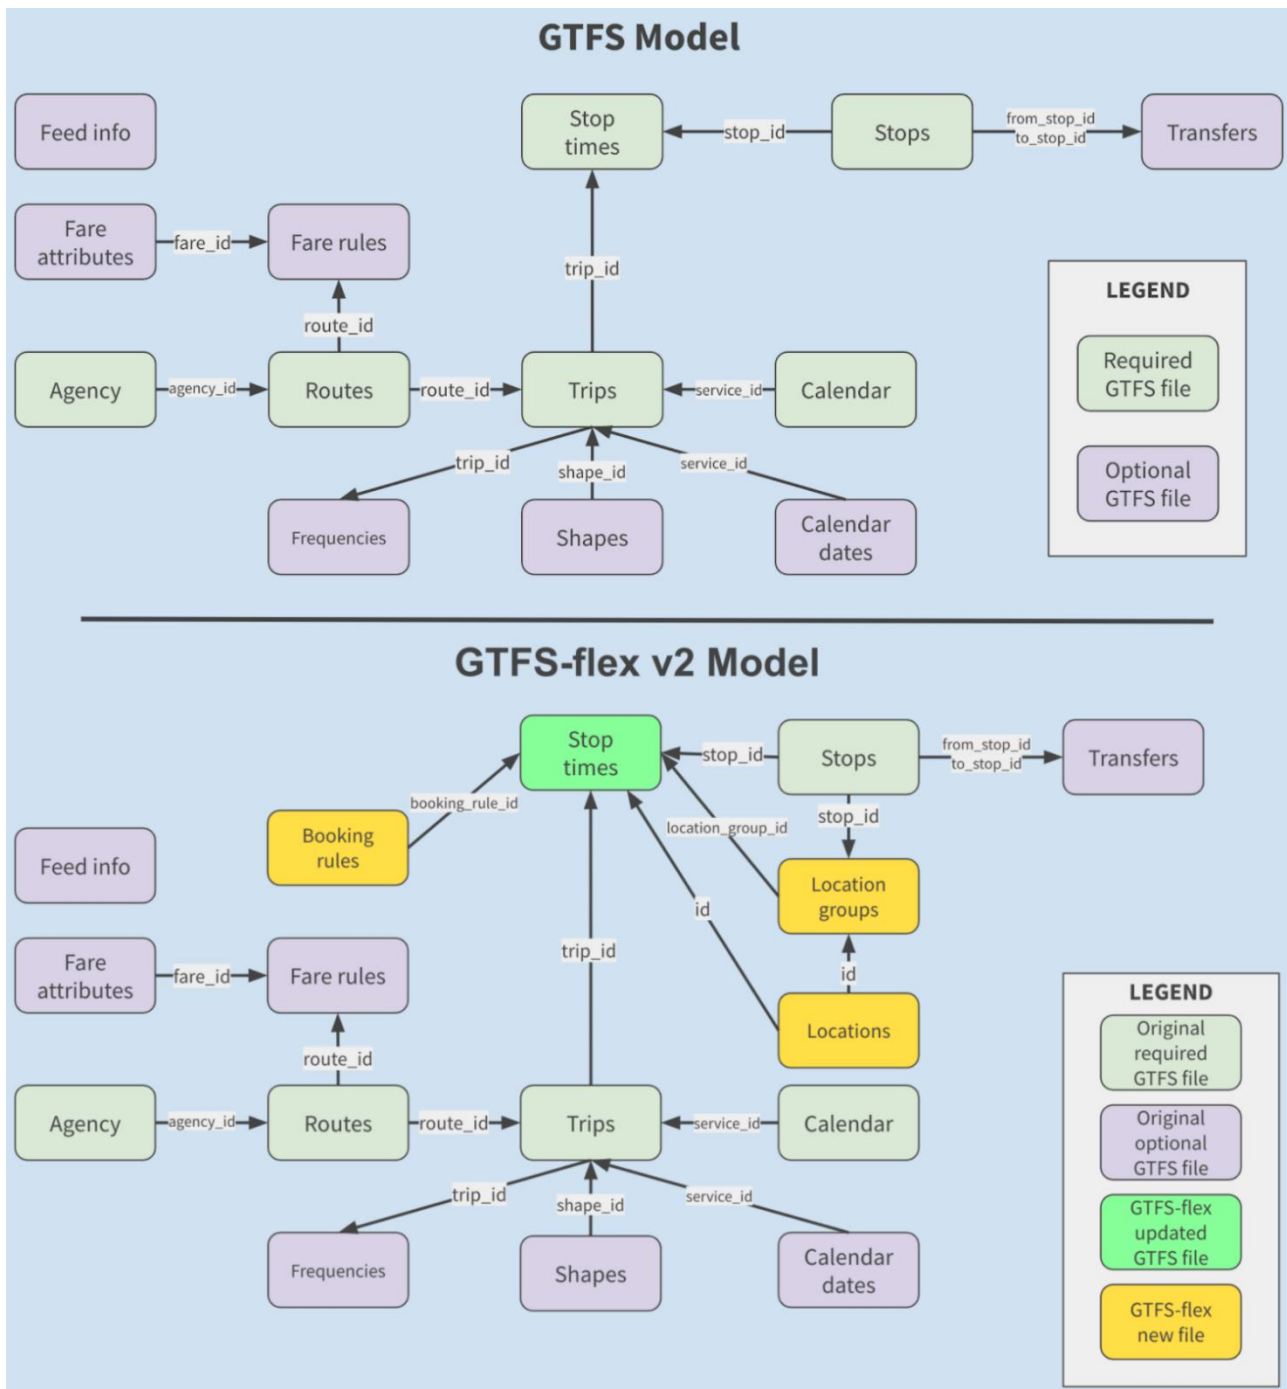 GTFS Model
Feed info
Stop
times
stop_id
Stops
from_stop_id
to_stop_id
Transfers
Fare
attributes
fare_id
Fare rules
trip_id
route_id
LEGEND
Required
GTFS file
Optional
GTFS file
Agency
agency_id
Routes
route_id
Trips
service_id
Calendar
trip_id
shape_id
service_id
Frequencies
Shapes
Calendar
dates
GTFS-flex v2 Model
Stop
times
stop_id
Stops
from_stop_id
to_stop_id
Transfers
booking_rule_id
Booking
rules
location_group_id
stop_id
Feed info
Location
groups
id
id
trip_id
Fare
attributes
fare_id
Fare rules
Locations
route_id
Agency
agency_id
Routes
route_id
Trips
service_id
Calendar
trip_id
shape_id
service_id
Frequencies
Shapes
Calendar
dates
LEGEND
Original
required
GTFS file
Original
optional
GTFS file
GTFS-flex
updated
GTFS file
GTFS-flex
new file